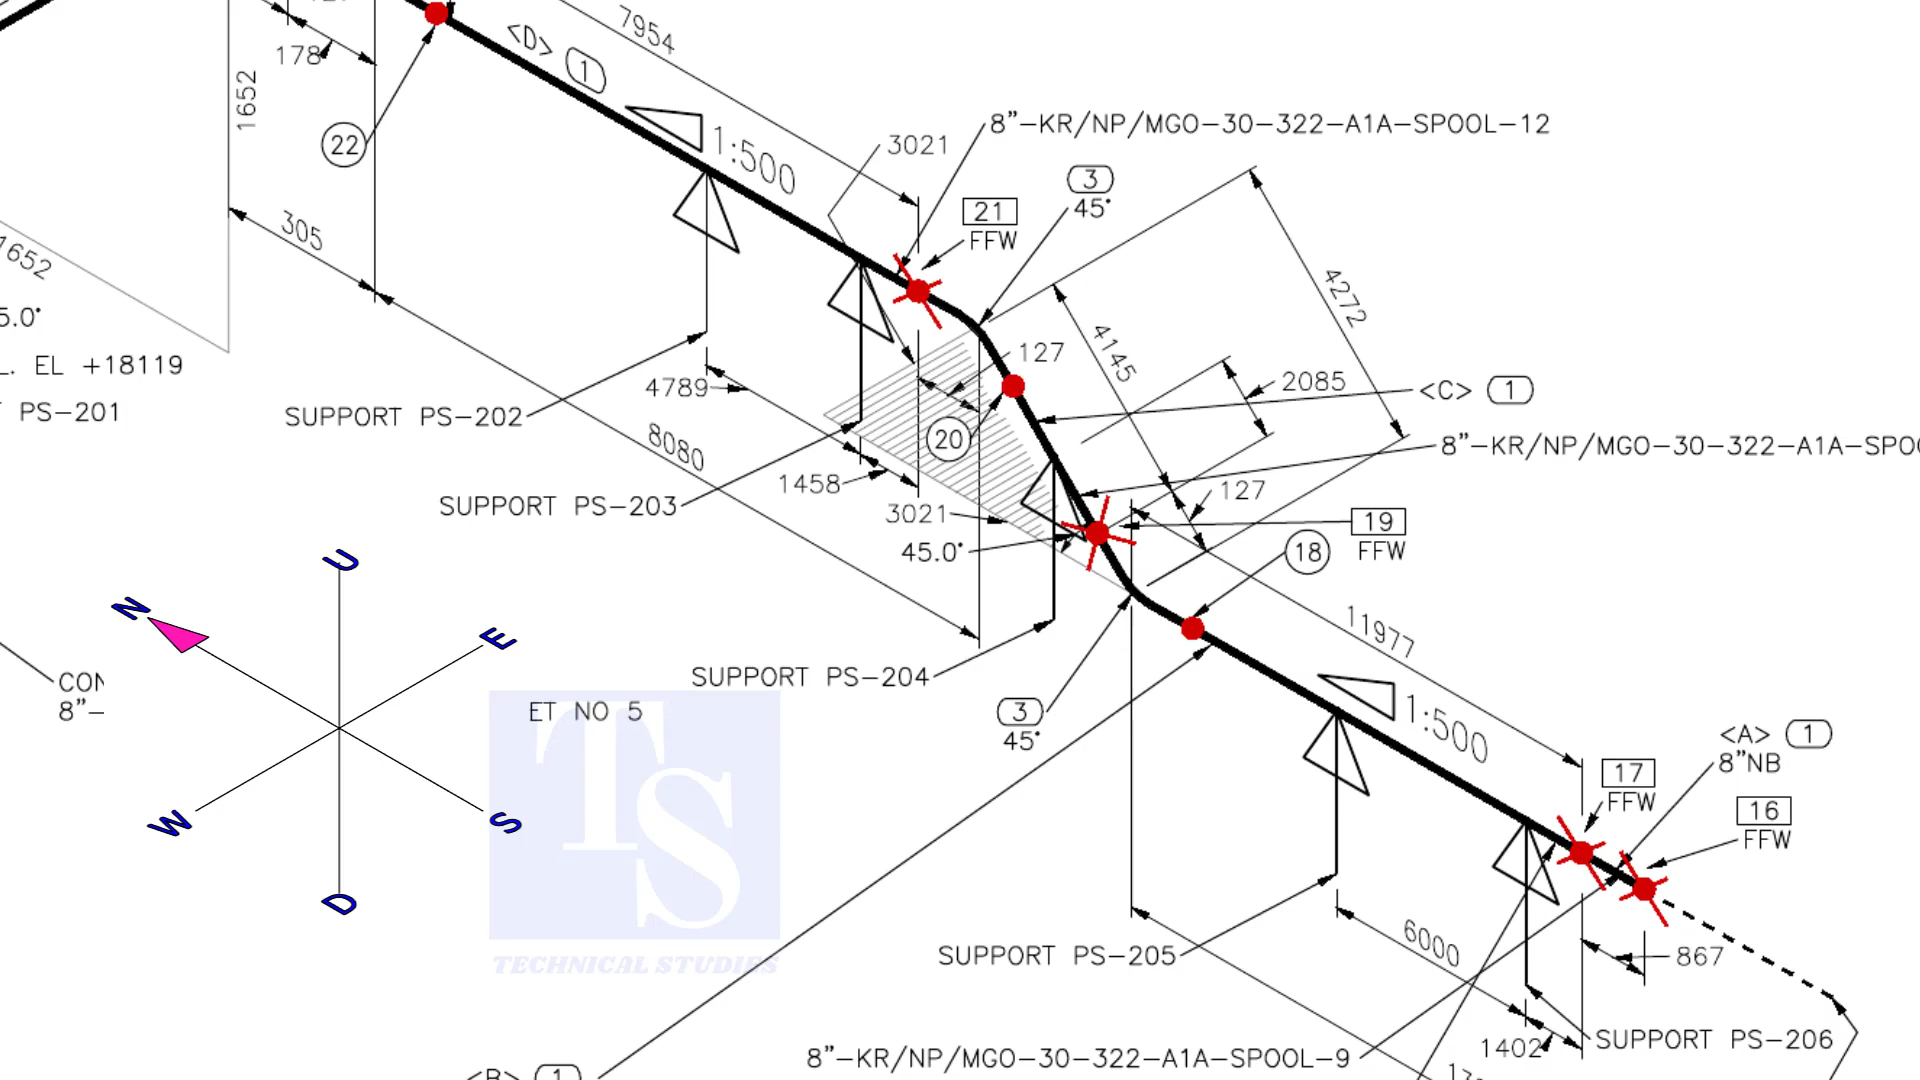 7954
<D> 1
178
1652
22
1:500
3021
8"-KR/NP/MGO-30-322-A1A-SPOOL-12
3
45°
21
FFW
305
1652
5.0°
L. EL +18119
PS-201
4272
4145
127
2085
<C> 1
4789
SUPPORT PS-202
8080
20
8"-KR/NP/MGO-30-322-A1A-SPO
1458
SUPPORT PS-203
3021
127
45.0°
19
FFW
18
U
N
E
W
S
D
11977
SUPPORT PS-204
CON
8"-
ET NO 5
3
45°
1:500
<A> 1
8"NB
17
FFW
16
FFW
TS
TECHNICAL STUDIES
SUPPORT PS-205
6000
867
SUPPORT PS-206
1402
8"-KR/NP/MGO-30-322-A1A-SPOOL-9
<B> 1